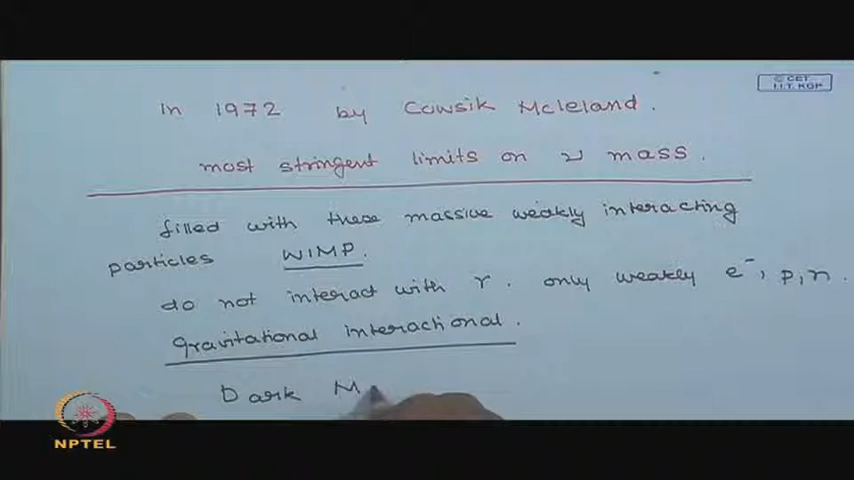 © CET
I.I.T. KGP
In 1972 by Cowsik Mcleland.
most stringent limits on ν mass.
filled with these massive weakly interacting
particles WIMP.
do not interact with γ. only weakly e⁻, p, n.
gravitational interactional.
Dark M
NPTEL